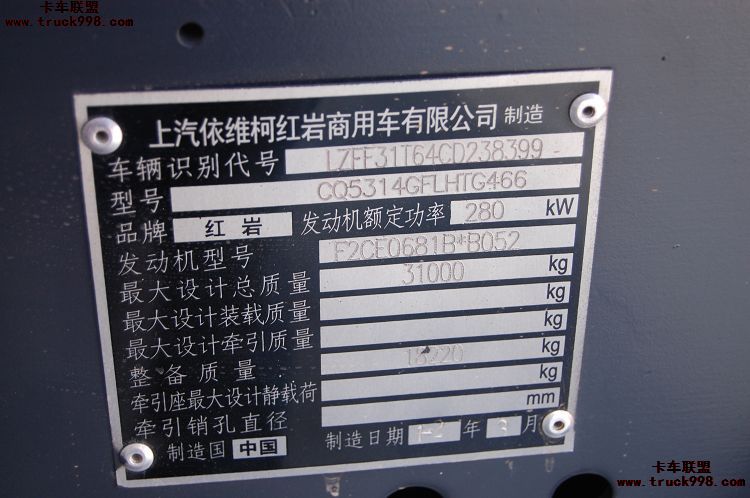 卡车联盟
www.truck998.com
上汽依维柯红岩商用车有限公司 制造
车辆识别代号 LZFF31T64CD238399
型号 CQ5314GFLHTG466
品牌 红岩 发动机额定功率 280 kW
发动机型号 F2CE0681B*B052
最大设计总质量 31000 kg
最大设计装载质量 kg
最大设计牵引质量 kg
整备质量 18220 kg
牵引座最大设计静载荷 kg
牵引销孔直径 mm
制造国 中国 制造日期 年 月
卡车联盟
www.truck998.com